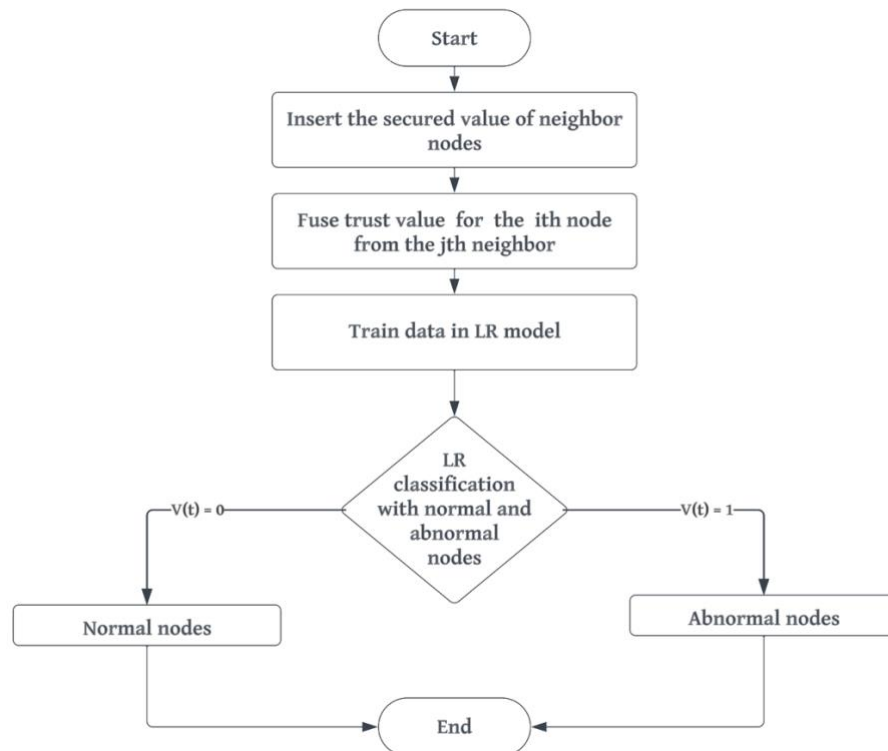 Start
Insert the secured value of neighbor
nodes
Fuse trust value for the ith node
from the jth neighbor
Train data in LR model
LR
classification
with normal and
abnormal
nodes
V(t) = 0
V(t) = 1
Normal nodes
Abnormal nodes
End